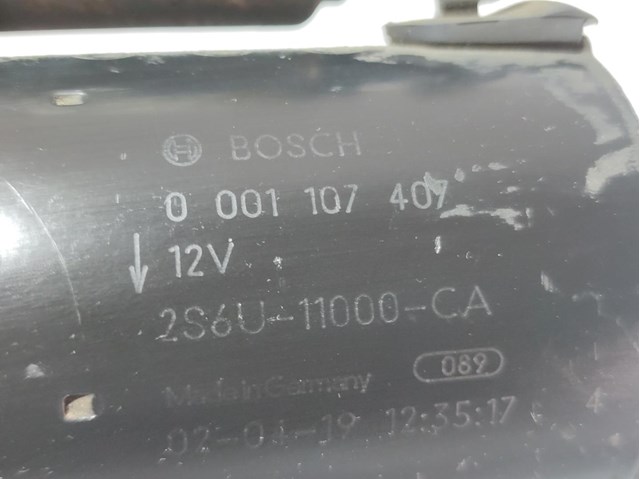 BOSCH
0 001 107 407
12V
2S6U-11000-CA
089
Made in Germany
02-04-19 12:35:17 4